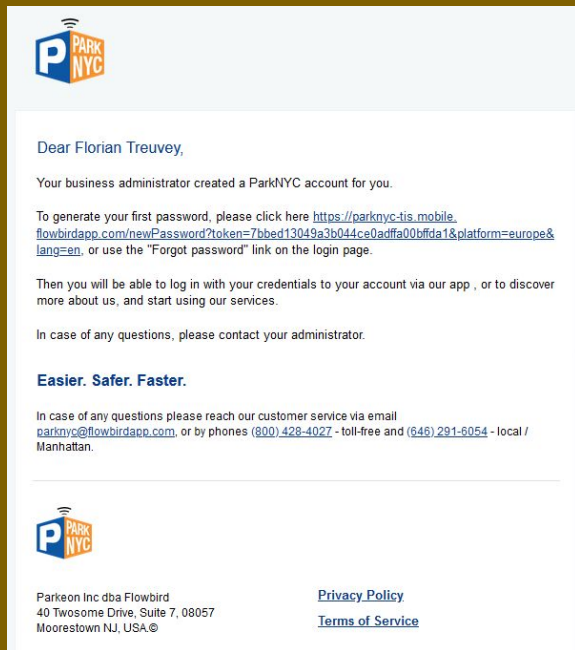 P PARK
NYC
Dear Florian Treuvey,
Your business administrator created a ParkNYC account for you.
To generate your first password, please click here https://parknyc-tis.mobile.
flowbirdapp.com/newPassword?token=7bbed13049a3b044ce0adffa00bffda1&platform=europe&
lang=en, or use the "Forgot password" link on the login page.
Then you will be able to log in with your credentials to your account via our app , or to discover
more about us, and start using our services.
In case of any questions, please contact your administrator.
Easier. Safer. Faster.
In case of any questions please reach our customer service via email
parknyc@flowbirdapp.com, or by phones (800) 428-4027 - toll-free and (646) 291-6054 - local /
Manhattan.
P PARK
NYC
Parkeon Inc dba Flowbird
40 Twosome Drive, Suite 7, 08057
Moorestown NJ, USA.©
Privacy Policy
Terms of Service